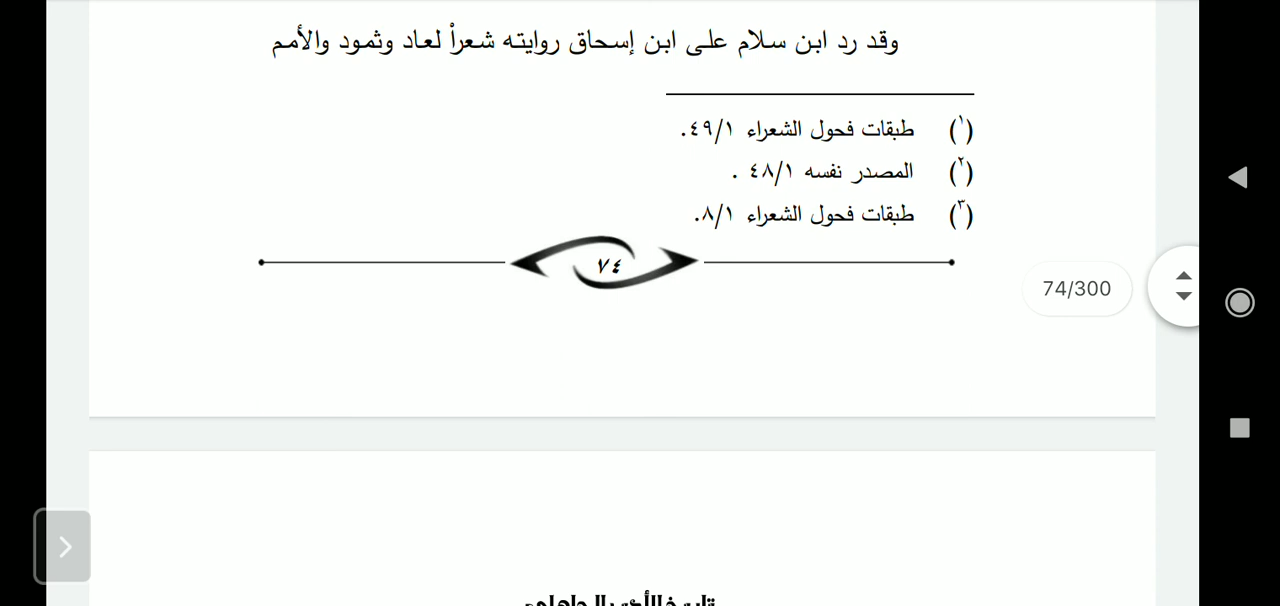 وقد رد ابن سلام على ابن إسحاق روايته شعراً لعاد وثمود والأمم
(١) طبقات فحول الشعراء ٤٩/١.
(٢) المصدر نفسه ٤٨/١ .
(٣) طبقات فحول الشعراء ٨/١.
٧٤
74/300